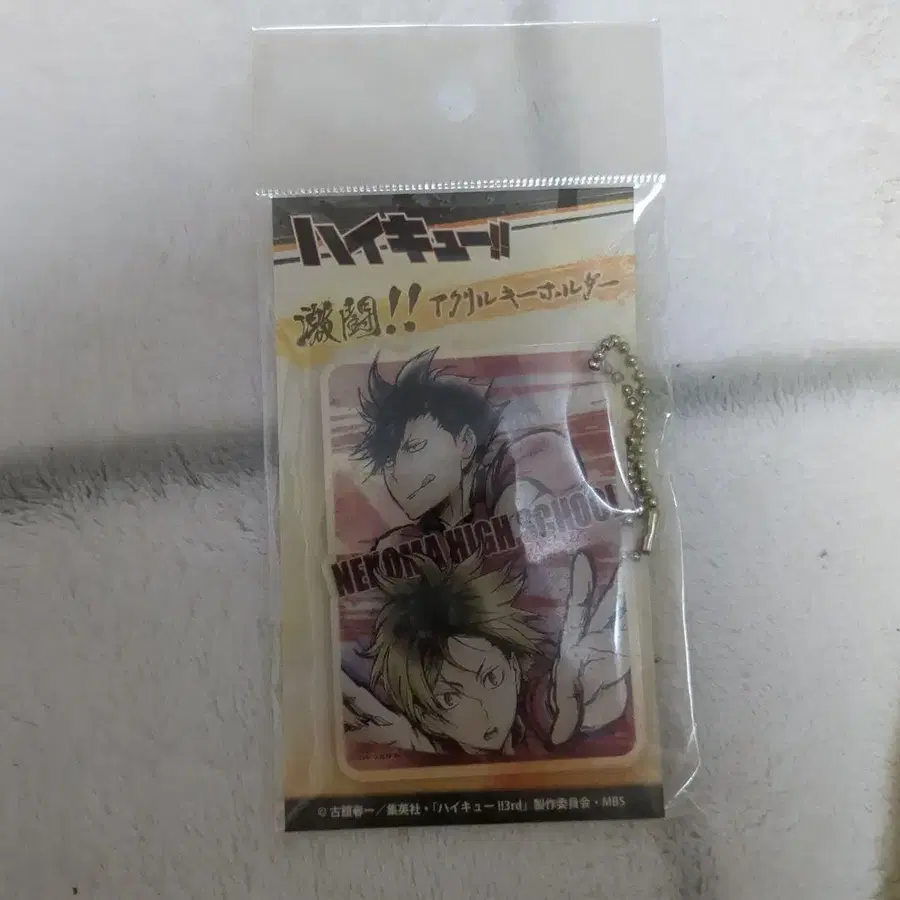 ハイキュー!!
激闘!! アクリルキーホルダー
NEKOMA HIGH SCHOOL
© 古舘春一／集英社・「ハイキュー!!3rd」製作委員会・MBS